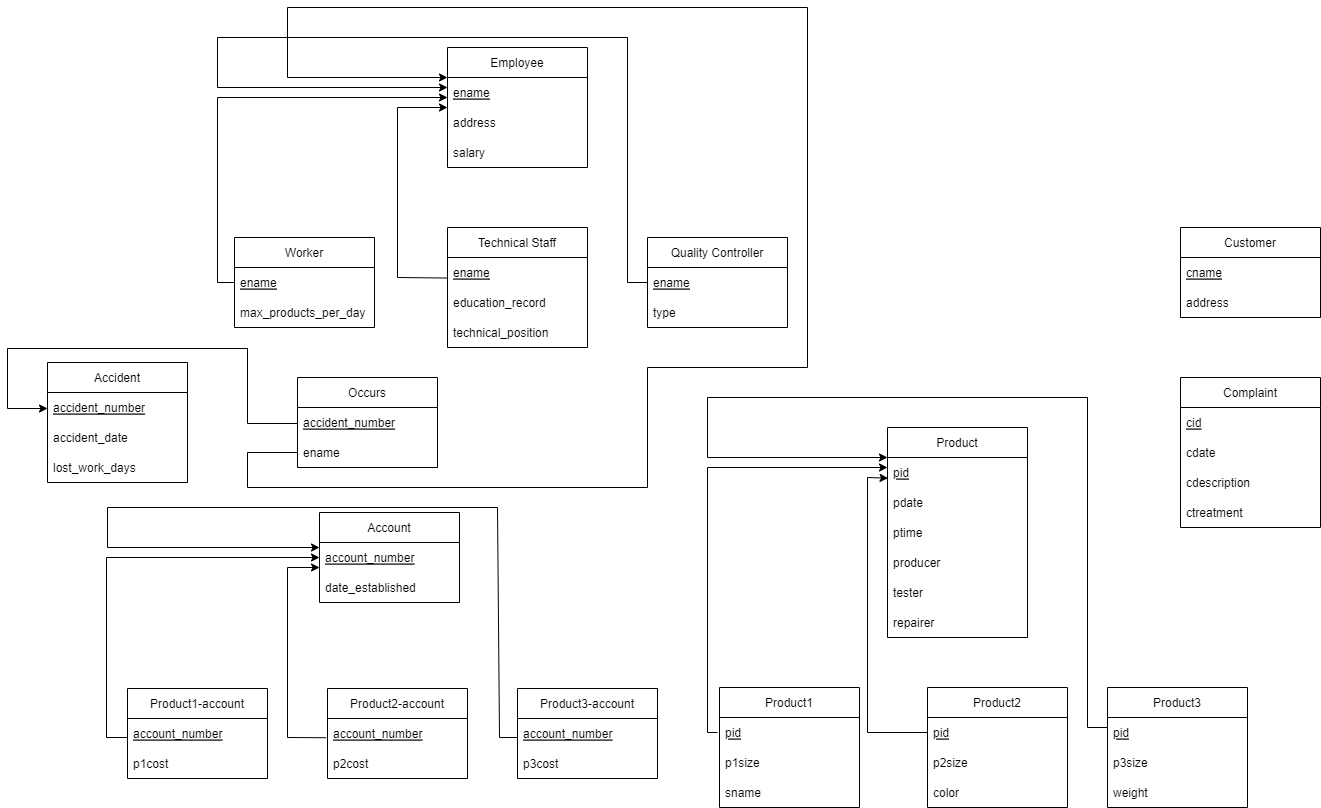 Employee
ename
address
salary
Worker
ename
max_products_per_day
Technical Staff
ename
education_record
technical_position
Quality Controller
ename
type
Customer
cname
address
Accident
accident_number
accident_date
lost_work_days
Occurs
accident_number
ename
Complaint
cid
cdate
cdescription
ctreatment
Product
pid
pdate
ptime
producer
tester
repairer
Account
account_number
date_established
Product1-account
account_number
p1cost
Product2-account
account_number
p2cost
Product3-account
account_number
p3cost
Product1
pid
p1size
sname
Product2
pid
p2size
color
Product3
pid
p3size
weight